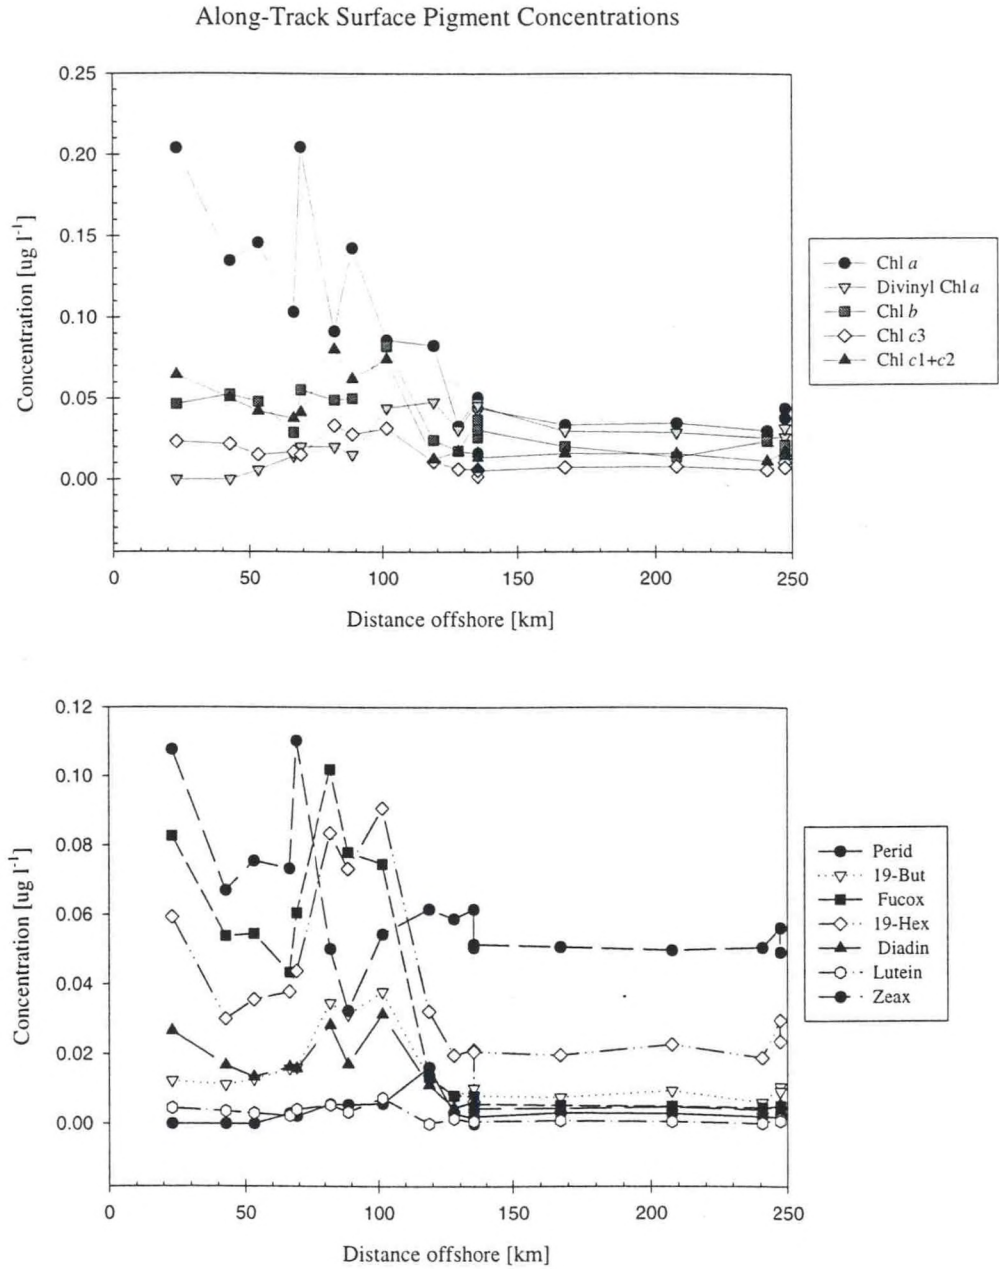 Along-Track Surface Pigment Concentrations
0.25
0.20
0.15
0.10
0.05
0.00
Concentration [ug l-1]
0 50 100 150 200 250
Distance offshore [km]
Chl a
Divinyl Chl a
Chl b
Chl c3
Chl c1+c2
0.12
0.10
0.08
0.06
0.04
0.02
0.00
Concentration [ug l-1]
0 50 100 150 200 250
Distance offshore [km]
Perid
19-But
Fucox
19-Hex
Diadin
Lutein
Zeax